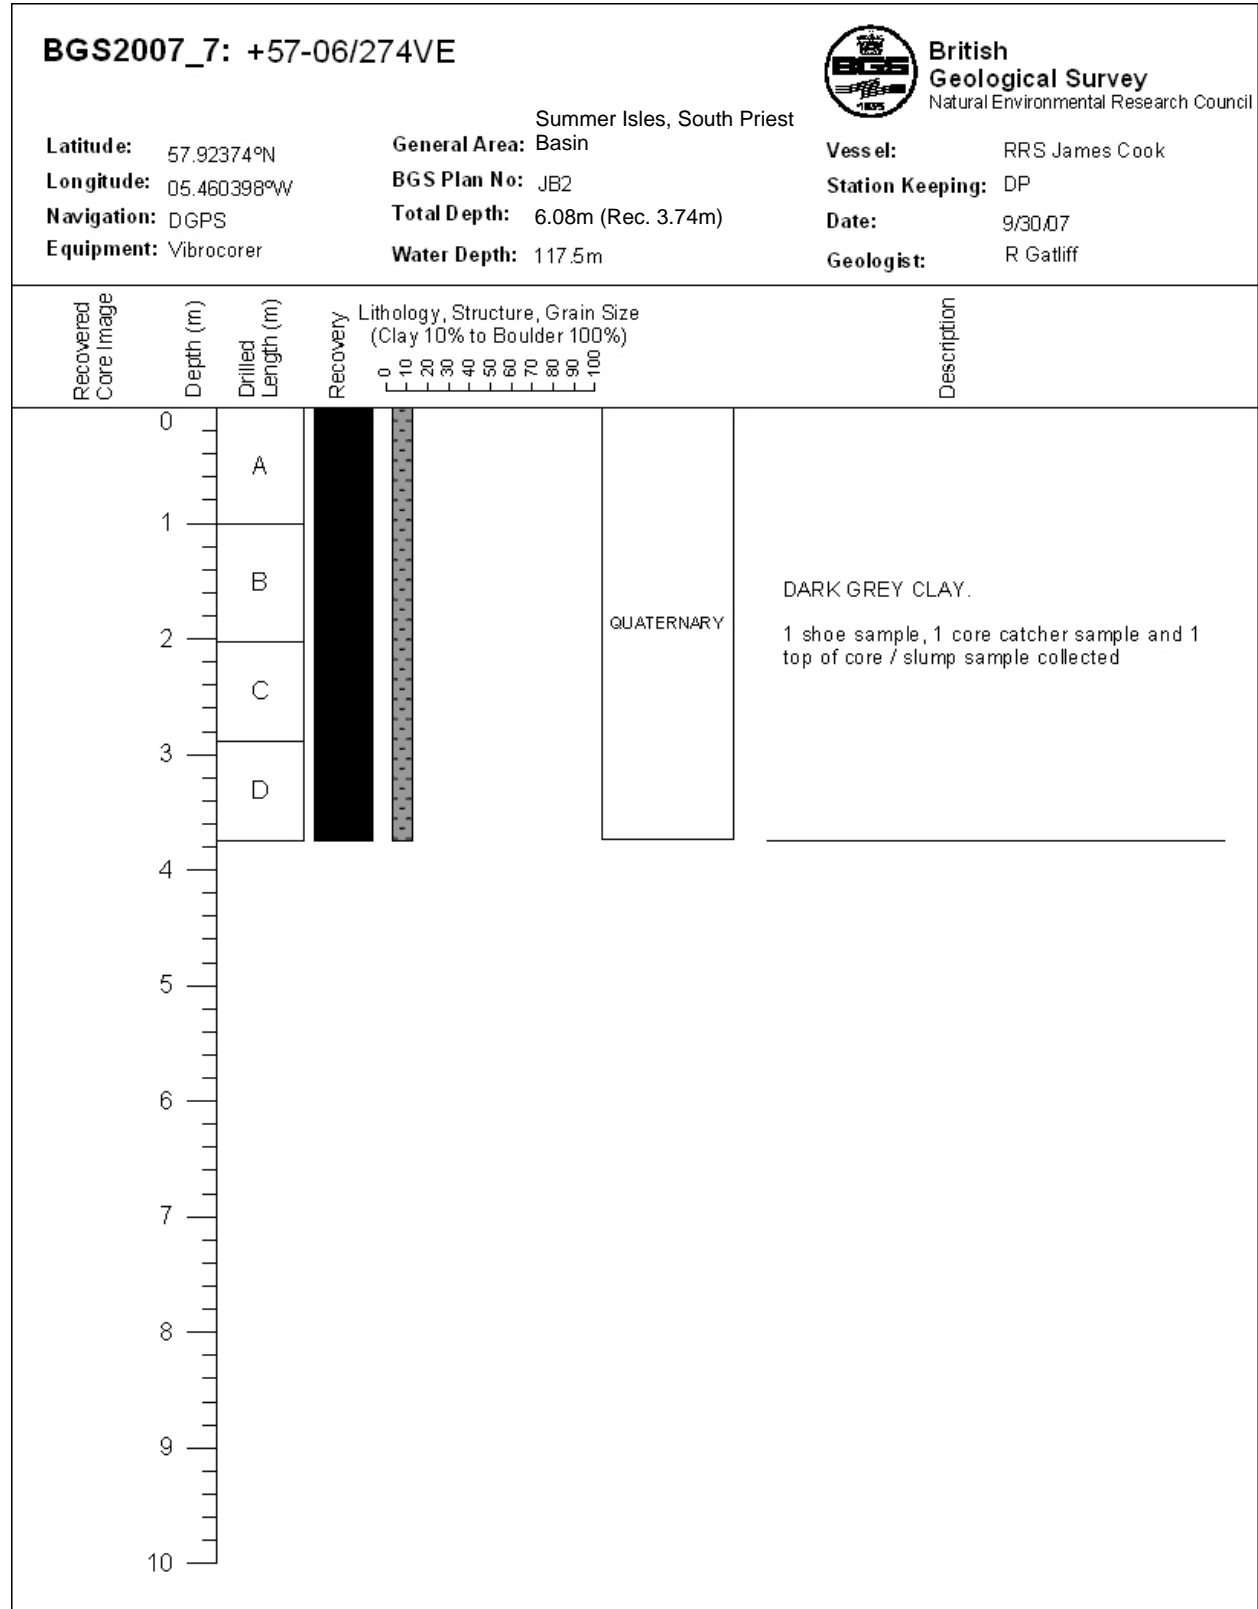 BGS2007_7: +57-06/274VE
BGS
1835
British
Geological Survey
Natural Environmental Research Council
Latitude: 57.92374ºN
Longitude: 05.460398ºW
Navigation: DGPS
Equipment: Vibrocorer
General Area: Summer Isles, South Priest
Basin
BGS Plan No: JB2
Total Depth: 6.08m (Rec. 3.74m)
Water Depth: 117.5m
Vessel: RRS James Cook
Station Keeping: DP
Date: 9/30/07
Geologist: R Gatliff
Recovered
Core Image
Depth (m)
Drilled
Length (m)
Recovery
Lithology, Structure, Grain Size
(Clay 10% to Boulder 100%)
0 10 20 30 40 50 60 70 80 90 100
Description
0
A
1
B
2
C
3
D
4
5
6
7
8
9
10
QUATERNARY
DARK GREY CLAY.
1 shoe sample, 1 core catcher sample and 1
top of core / slump sample collected